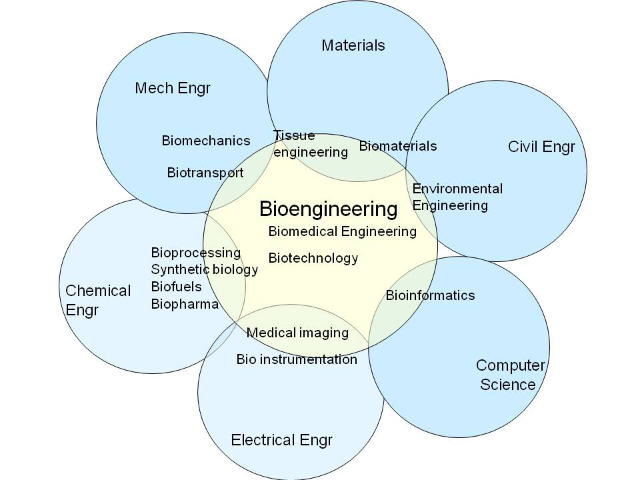 Materials
Mech Engr
Civil Engr
Biomechanics
Tissue
engineering
Biomaterials
Biotransport
Environmental
Engineering
Bioengineering
Biomedical Engineering
Biotechnology
Bioprocessing
Synthetic biology
Biofuels
Biopharma
Chemical
Engr
Bioinformatics
Medical imaging
Bio instrumentation
Computer
Science
Electrical Engr